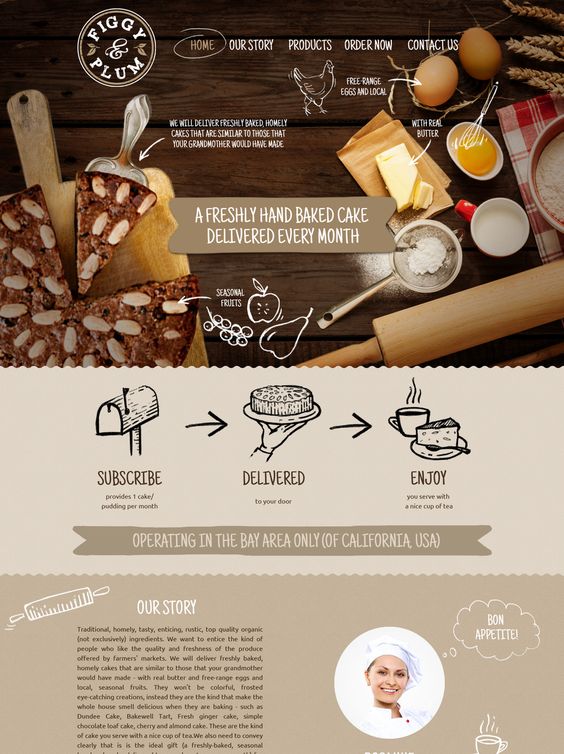 FIGGY
&
PLUM
HOME OUR STORY PRODUCTS ORDER NOW CONTACT US
FREE-RANGE
EGGS AND LOCAL
WE WILL DELIVER FRESHLY BAKED, HOMELY
CAKES THAT ARE SIMILAR TO THOSE THAT
YOUR GRANDMOTHER WOULD HAVE MADE
WITH REAL
BUTTER
A FRESHLY HAND BAKED CAKE
DELIVERED EVERY MONTH
SEASONAL
FRUITS
SUBSCRIBE
provides 1 cake/
pudding per month
DELIVERED
to your door
ENJOY
you serve with
a nice cup of tea
OPERATING IN THE BAY AREA ONLY (OF CALIFORNIA, USA)
OUR STORY
Traditional, homely, tasty, enticing, rustic, top quality organic
(not exclusively) ingredients. We want to entice the kind of
people who like the quality and freshness of the produce
offered by farmers' markets. We will deliver freshly baked,
homely cakes that are similar to those that your grandmother
would have made - with real butter and free-range eggs and
local, seasonal fruits. They won't be colorful, frosted
eye-catching creations, instead they are the kind that make the
whole house smell delicious when they are baking - such as
Dundee Cake, Bakewell Tart, Fresh ginger cake, simple
chocolate loaf cake, cherry and almond cake. These are the kind
of cake you serve with a nice cup of tea.We also need to convey
clearly that is is the ideal gift (a freshly-baked, seasonal
BON
APPETITE!